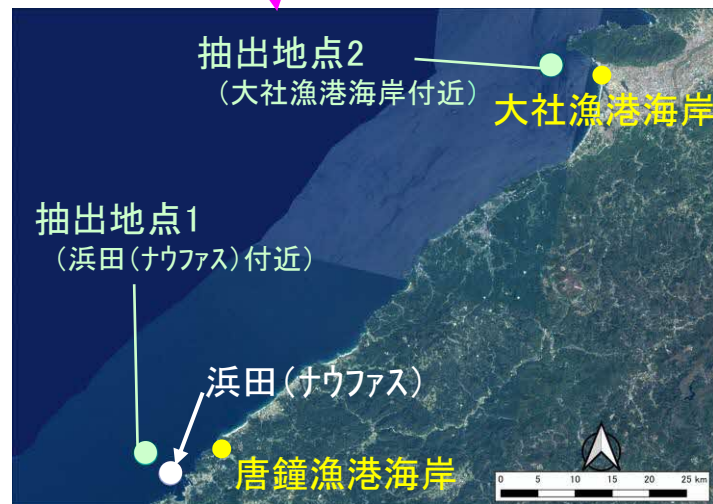 抽出地点2
（大社漁港海岸付近）
大社漁港海岸
抽出地点1
（浜田（ナウファス）付近）
浜田（ナウファス）
唐鐘漁港海岸
0 5 10 15 20 25 km